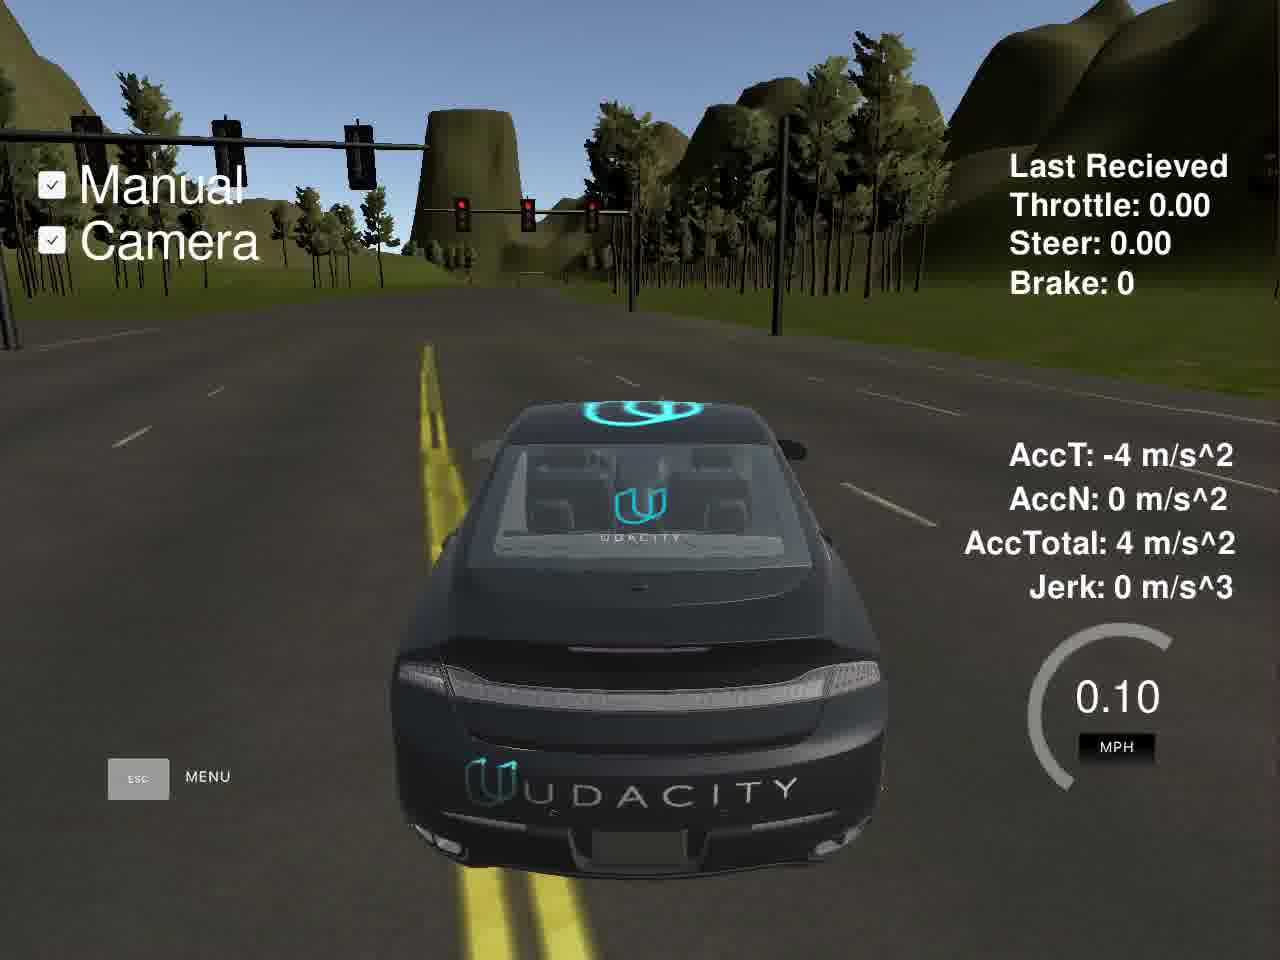 Manual
Camera
Last Recieved
Throttle: 0.00
Steer: 0.00
Brake: 0
AccT: -4 m/s^2
AccN: 0 m/s^2
AccTotal: 4 m/s^2
Jerk: 0 m/s^3
0.10
MPH
UDACITY
ESC MENU
UDACITY